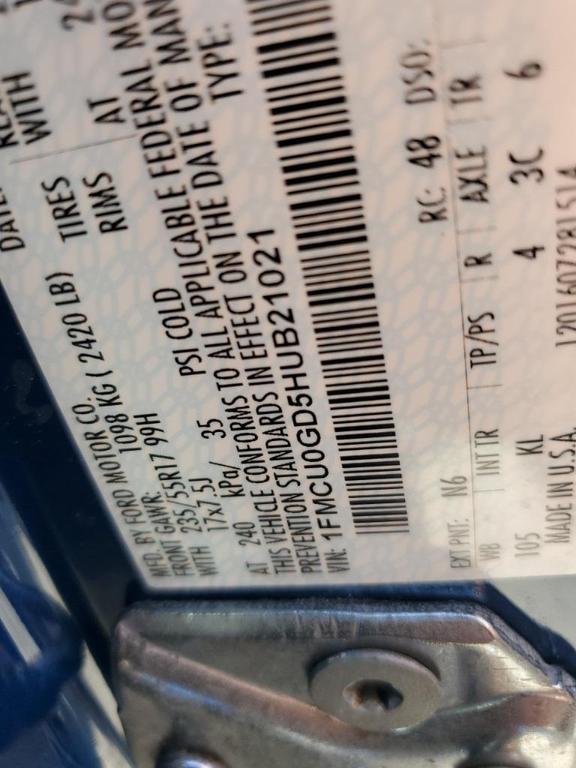 MFD. BY FORD MOTOR CO.
FRONT GAWR: 1098 KG ( 2420 LB)
235/55R17 99H TIRES
WITH 17x7.5J RIMS
AT 240 kPa/ 35 PSI COLD
WITH
AT
THIS VEHICLE CONFORMS TO ALL APPLICABLE FEDERAL MO
PREVENTION STANDARDS IN EFFECT ON THE DATE OF MAN
VIN: 1FMCU0GD5HUB21021 TYPE:
EXT PNT: N6 RC: 48 DSO:
WB INT TR TP/PS R AXLE TR
105 KL 4 3C 6
MADE IN U.S.A.